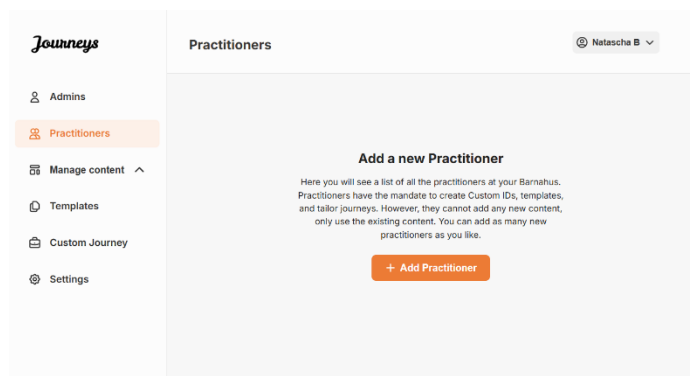 Journeys
Practitioners
Natascha B
Admins
Practitioners
Manage content
Templates
Custom Journey
Settings
Add a new Practitioner
Here you will see a list of all the practitioners at your Barnahus.
Practitioners have the mandate to create Custom IDs, templates,
and tailor journeys. However, they cannot add any new content,
only use the existing content. You can add as many new
practitioners as you like.
+ Add Practitioner